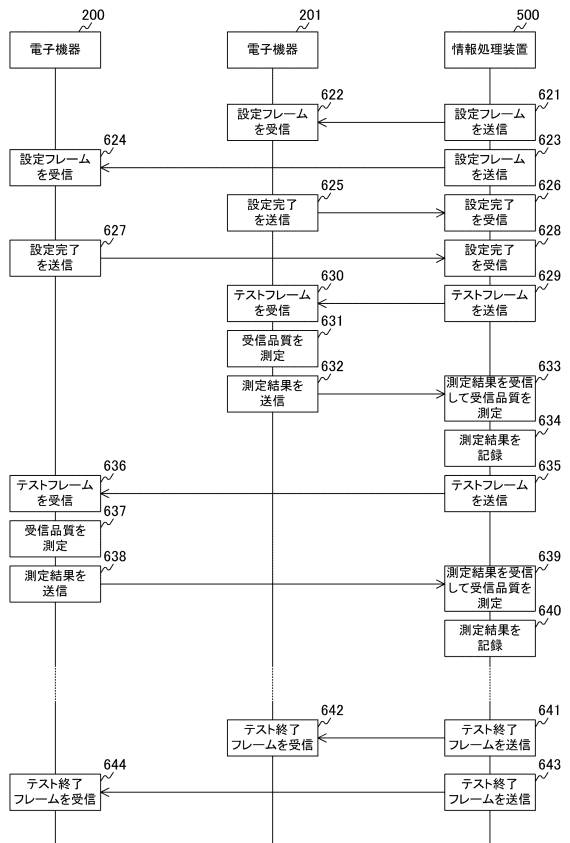 200
201
500
電子機器
電子機器
情報処理装置
622
621
設定フレーム
を受信
設定フレーム
を送信
624
623
設定フレーム
を受信
設定フレーム
を送信
625
626
設定完了
を送信
設定完了
を受信
627
628
設定完了
を送信
設定完了
を受信
630
629
テストフレーム
を受信
テストフレーム
を送信
631
受信品質を
測定
632
633
測定結果を
送信
測定結果を受信
して受信品質を
測定
634
測定結果を
記録
636
635
テストフレーム
を受信
テストフレーム
を送信
637
受信品質を
測定
638
639
測定結果を
送信
測定結果を受信
して受信品質を
測定
640
測定結果を
記録
642
641
テスト終了
フレームを受信
テスト終了
フレームを送信
644
643
テスト終了
フレームを受信
テスト終了
フレームを送信